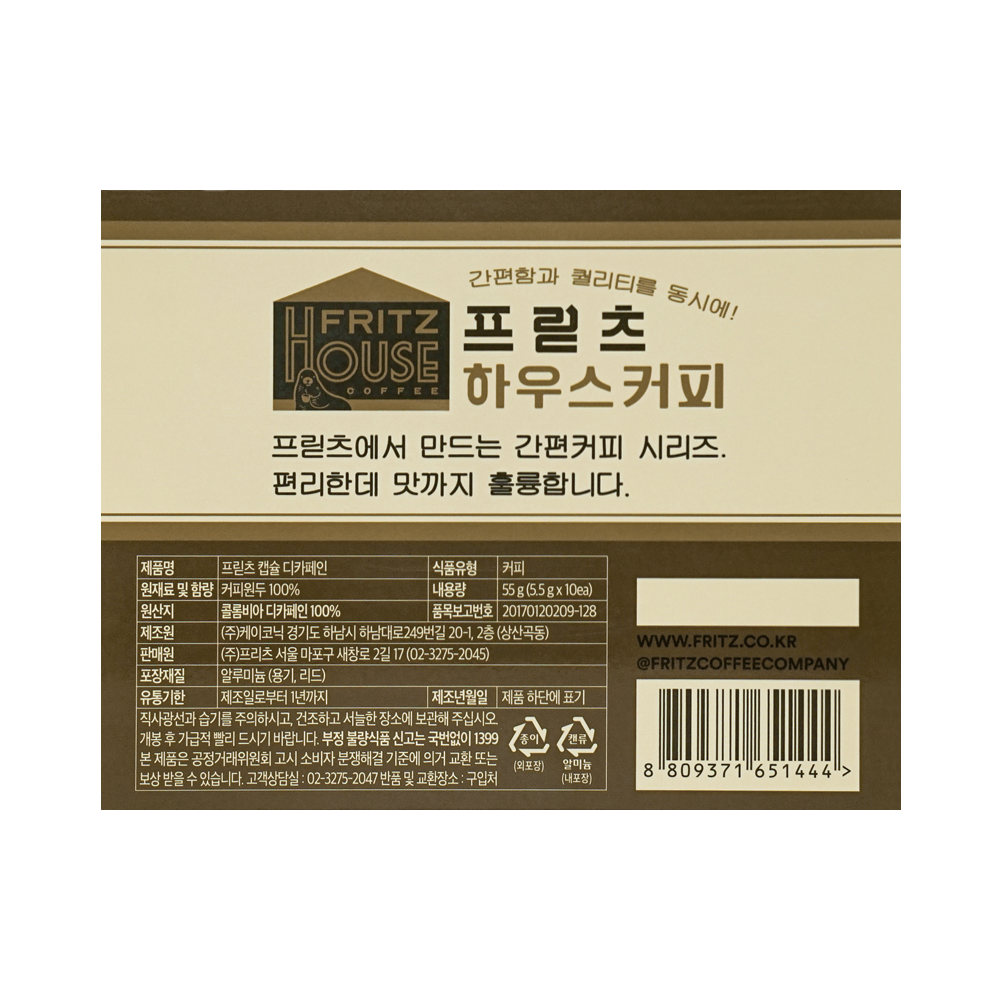 간편함과 퀄리티를 동시에!
FRITZ
HOUSE
COFFEE
프릳츠
하우스커피
프릳츠에서 만드는 간편커피 시리즈.
편리한데 맛까지 훌륭합니다.
제품명 프릳츠 캡슐 디카페인 식품유형 커피
원재료 및 함량 커피원두 100% 내용량 55 g (5.5 g x 10ea)
원산지 콜롬비아 디카페인 100% 품목보고번호 20170120209-128
제조원 (주)케이코닉 경기도 하남시 하남대로249번길 20-1, 2층 (상산곡동)
판매원 (주)프리츠 서울 마포구 새창로 2길 17 (02-3275-2045)
포장재질 알루미늄 (용기, 리드)
유통기한 제조일로부터 1년까지 제조년월일 제품 하단에 표기
직사광선과 습기를 주의하시고, 건조하고 서늘한 장소에 보관해 주십시오.
개봉 후 가급적 빨리 드시기 바랍니다. 부정 불량식품 신고는 국번없이 1399
본 제품은 공정거래위원회 고시 소비자 분쟁해결 기준에 의거 교환 또는
보상 받을 수 있습니다. 고객상담실 : 02-3275-2047 반품 및 교환장소 : 구입처
종이
(외포장)
캔류
알미늄
(내포장)
WWW.FRITZ.CO.KR
@FRITZCOFFEECOMPANY
8 809371 651444 >